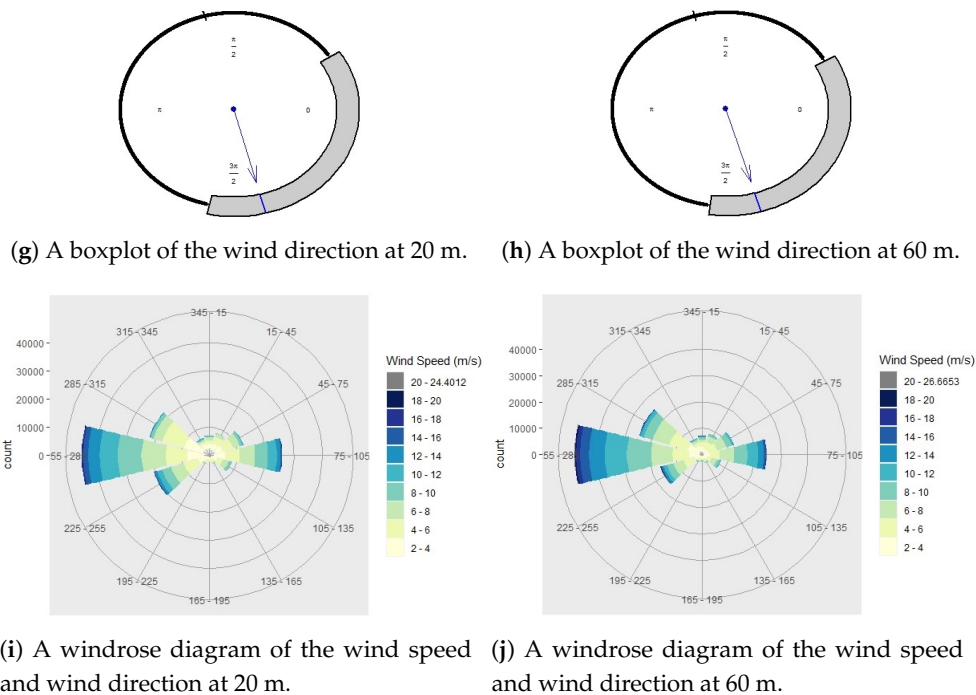 π
2
π
0
3π
2
π
2
π
0
3π
2
(g) A boxplot of the wind direction at 20 m.
(h) A boxplot of the wind direction at 60 m.
345 - 15
315 - 345
15 - 45
285 - 315
45 - 75
55 - 28
75 - 105
225 - 255
105 - 135
195 - 225
135 - 165
165 - 195
40000
30000
20000
10000
0
count
Wind Speed (m/s)
20 - 24.4012
18 - 20
16 - 18
14 - 16
12 - 14
10 - 12
8 - 10
6 - 8
4 - 6
2 - 4
345 - 15
315 - 345
15 - 45
285 - 315
45 - 75
55 - 28
75 - 105
225 - 255
105 - 135
195 - 225
135 - 165
165 - 195
40000
30000
20000
10000
0
count
Wind Speed (m/s)
20 - 26.6653
18 - 20
16 - 18
14 - 16
12 - 14
10 - 12
8 - 10
6 - 8
4 - 6
2 - 4
(i) A windrose diagram of the wind speed
and wind direction at 20 m.
(j) A windrose diagram of the wind speed
and wind direction at 60 m.